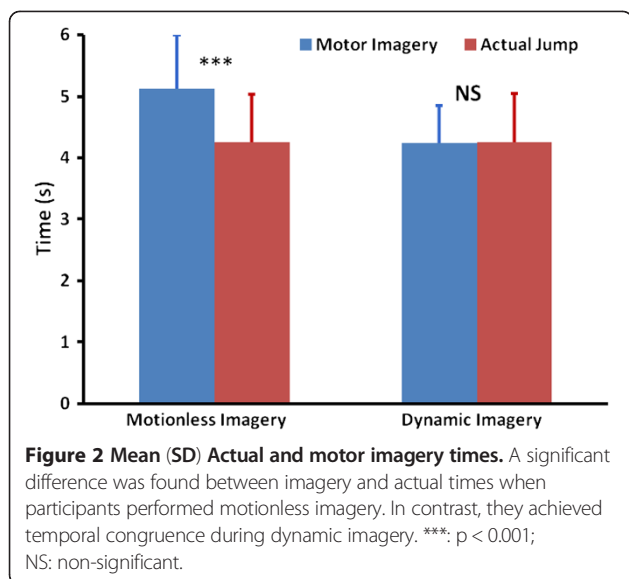 6
Motor Imagery Actual Jump
***
NS
5
4
3
2
1
0
Time (s)
Motionless Imagery Dynamic Imagery
Figure 2 Mean (SD) Actual and motor imagery times. A significant
difference was found between imagery and actual times when
participants performed motionless imagery. In contrast, they achieved
temporal congruence during dynamic imagery. ***: p < 0.001;
NS: non-significant.